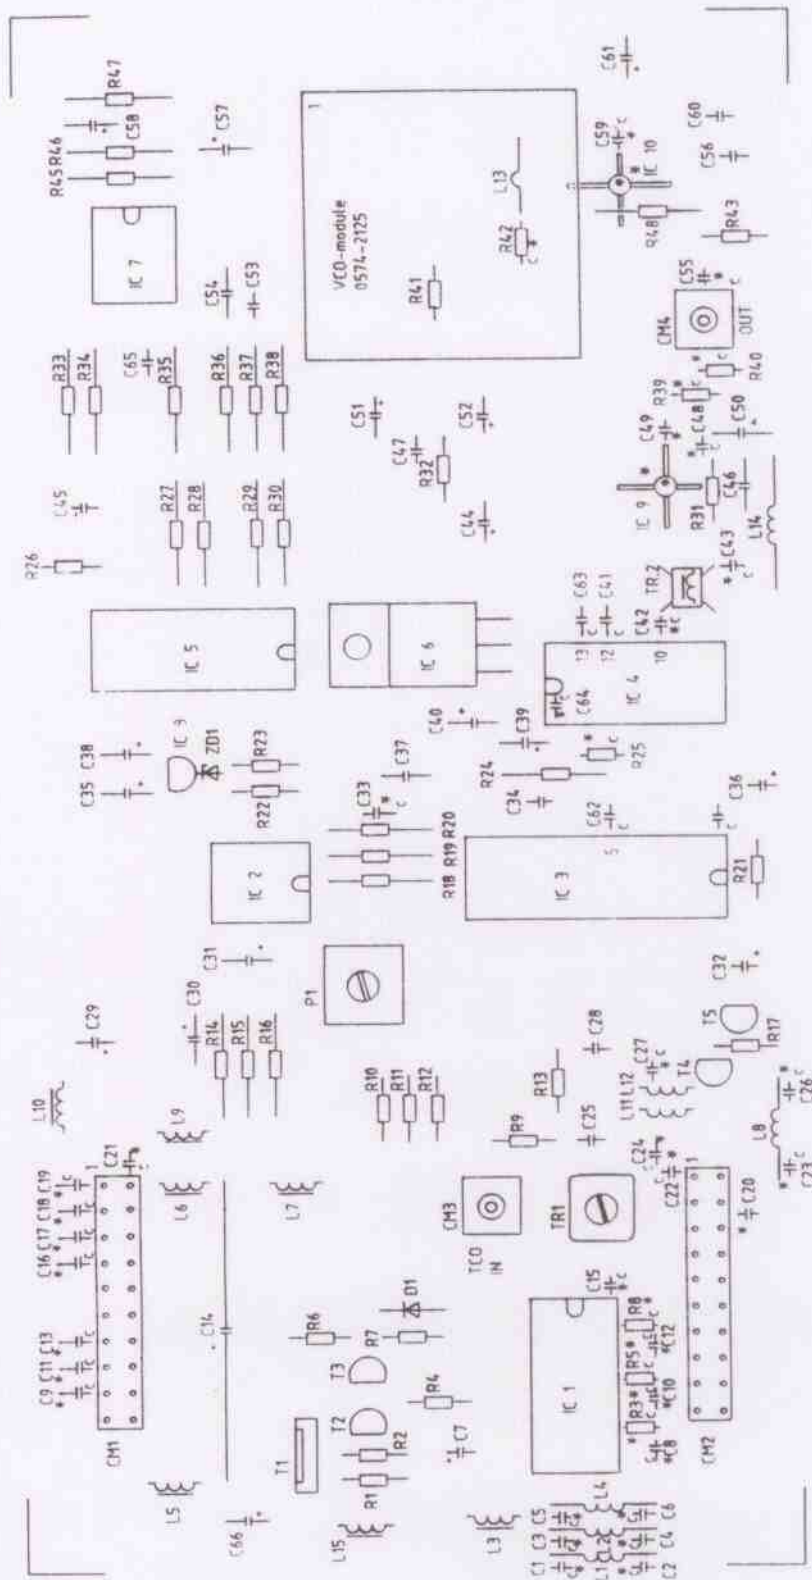 R47
C58
R45 R46
C57
IC 7
C54
C53
1
VCO-module
0574-2125
R41
L13
R42
c
*
C61
C59
c
*
IC 10
R48
C60
C56
R43
C55
*
c
CM4
OUT
R33
R34
C65
R35
R36
R37
R38
C51
C47
R32
C52
C44
R39
*
c
R40
C49
C48
C50
*
IC 9
R31
C46
L14
C45
R26
R27
R28
R29
R30
TR.2
C43
*
c
C63
C41
C42
13
12
10
c
*c
C64
IC 4
IC 5
IC 6
C38
C35
IC 9
ZD1
R23
R22
C40
C39
C37
R24
R25
*
c
C34
C33
*
c
R20
R19
R18
C62
c
5
IC 2
IC 3
C36
c
R21
C31
P1
C32
C29
C30
R14
R15
R16
C28
T5
R17
L10
R10
R11
R12
R13
C27
L11 L12
T4
*
c
C26
L9
R9
C25
L8
C23
*
c
C21
1
C19
C18
C17
C16
C13
C11
C9
CM1
L6
L7
C14
CM3
TCO
IN
TR1
C24
C22
C20
1
CM2
R6
D1
R7
T3
T2
R2
R1
T1
R4
C7
C15
*
c
IC 1
R8
R5
R3
C12
C10
C8
L5
C66
L15
L3
L4
C5
C3
C1
L2
L1
C6
C4
C2